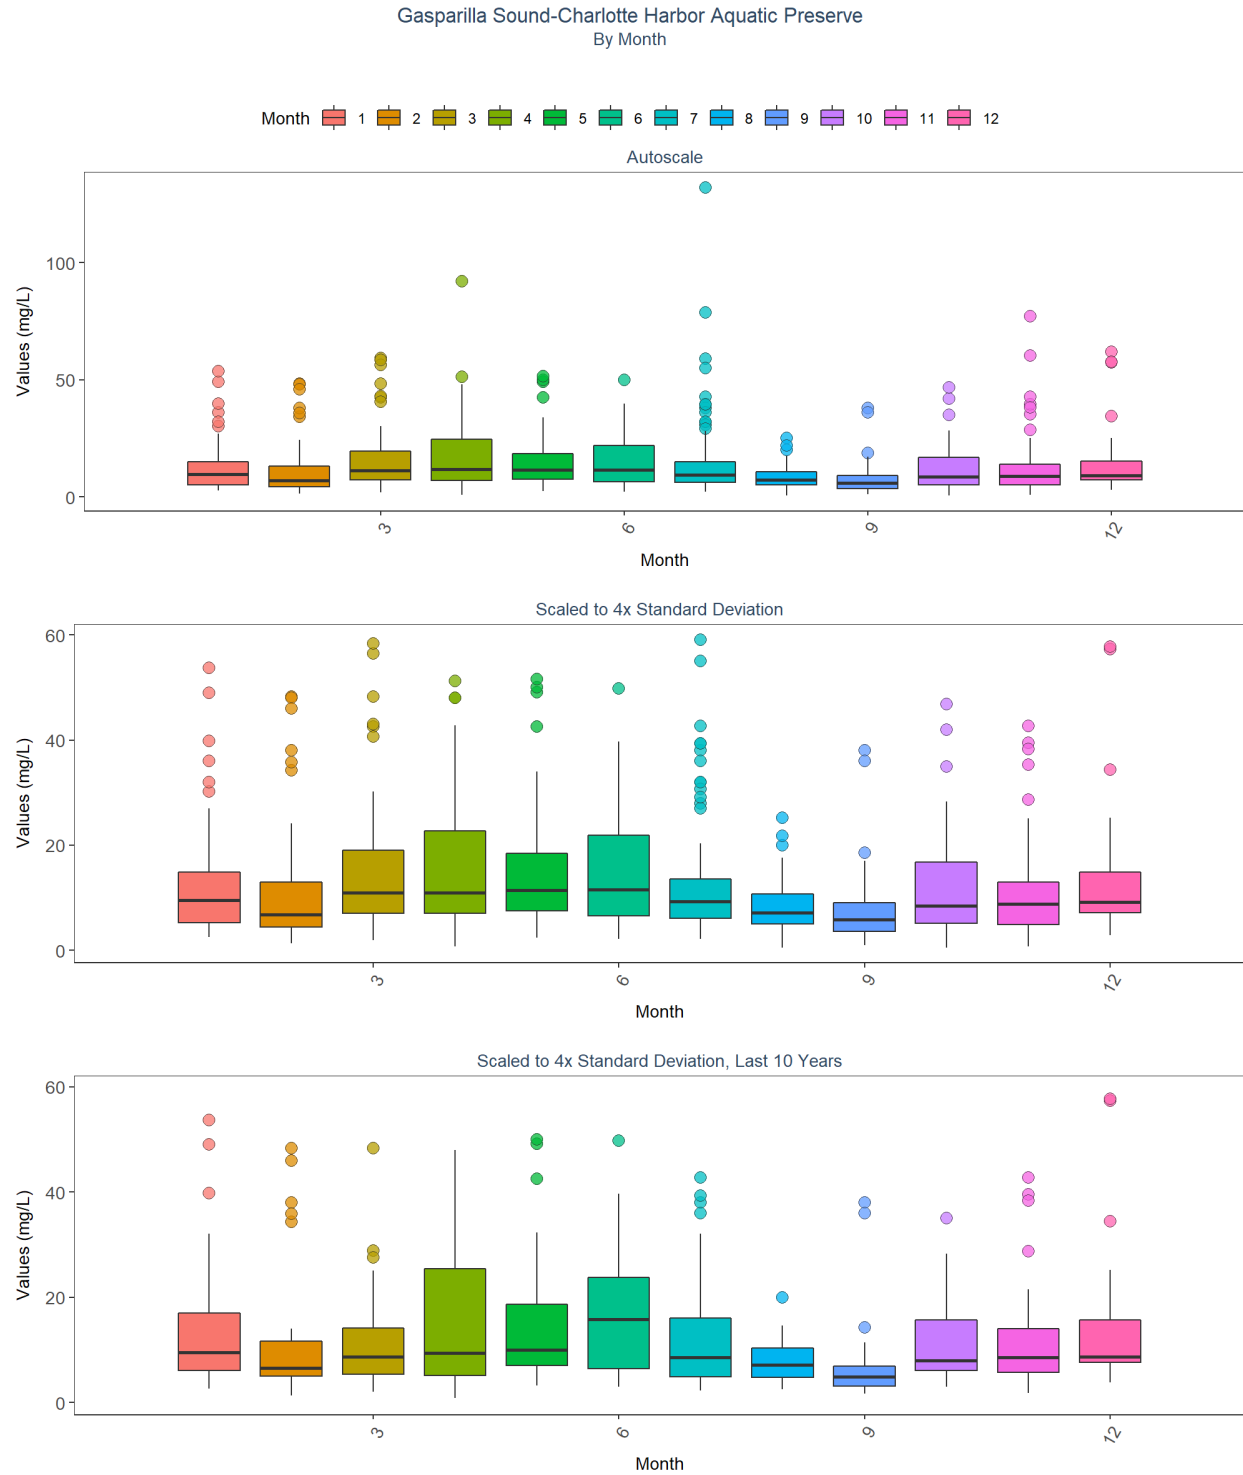 Gasparilla Sound-Charlotte Harbor Aquatic Preserve
By Month
Month 1 2 3 4 5 6 7 8 9 10 11 12
Autoscale
Values (mg/L)
100
50
0
3 6 9 12
Month
Scaled to 4x Standard Deviation
Values (mg/L)
60
40
20
0
3 6 9 12
Month
Scaled to 4x Standard Deviation, Last 10 Years
Values (mg/L)
60
40
20
0
3 6 9 12
Month